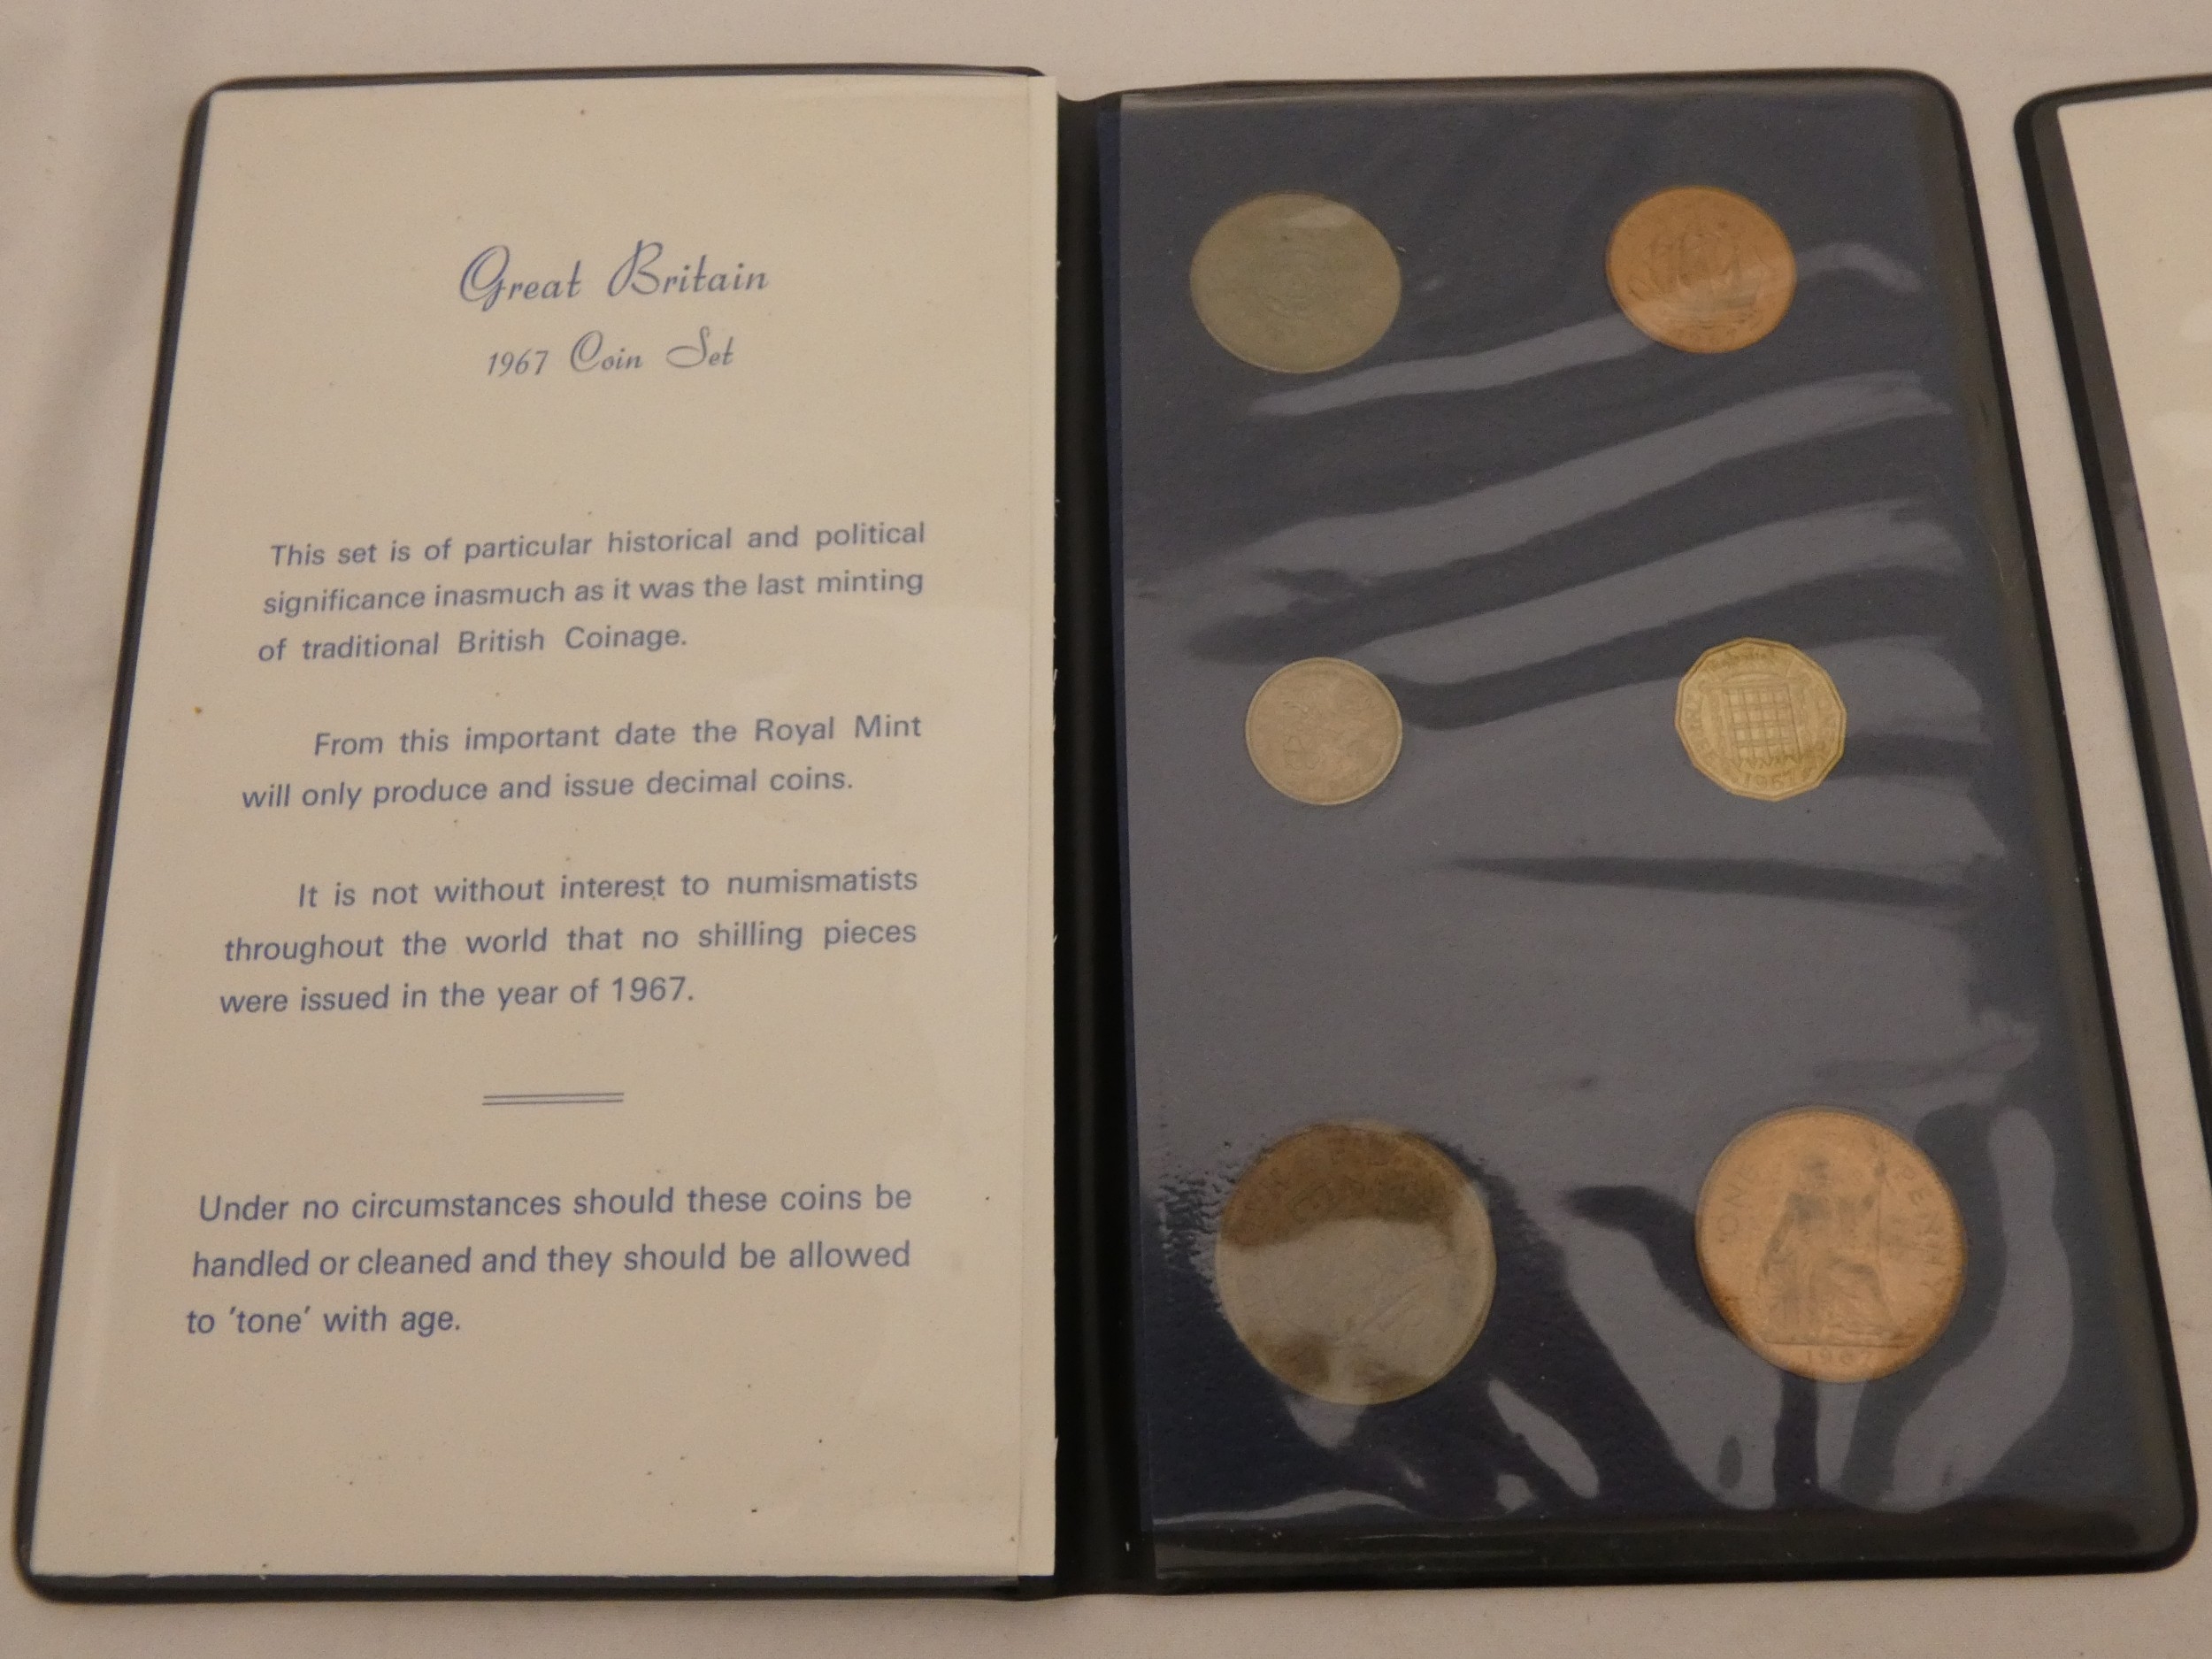 Great Britain
1967 Coin Set
This set is of particular historical and political
significance inasmuch as it was the last minting
of traditional British Coinage.
From this important date the Royal Mint
will only produce and issue decimal coins.
It is not without interest to numismatists
throughout the world that no shilling pieces
were issued in the year of 1967.
Under no circumstances should these coins be
handled or cleaned and they should be allowed
to 'tone' with age.
1967
ONE PENNY
1967